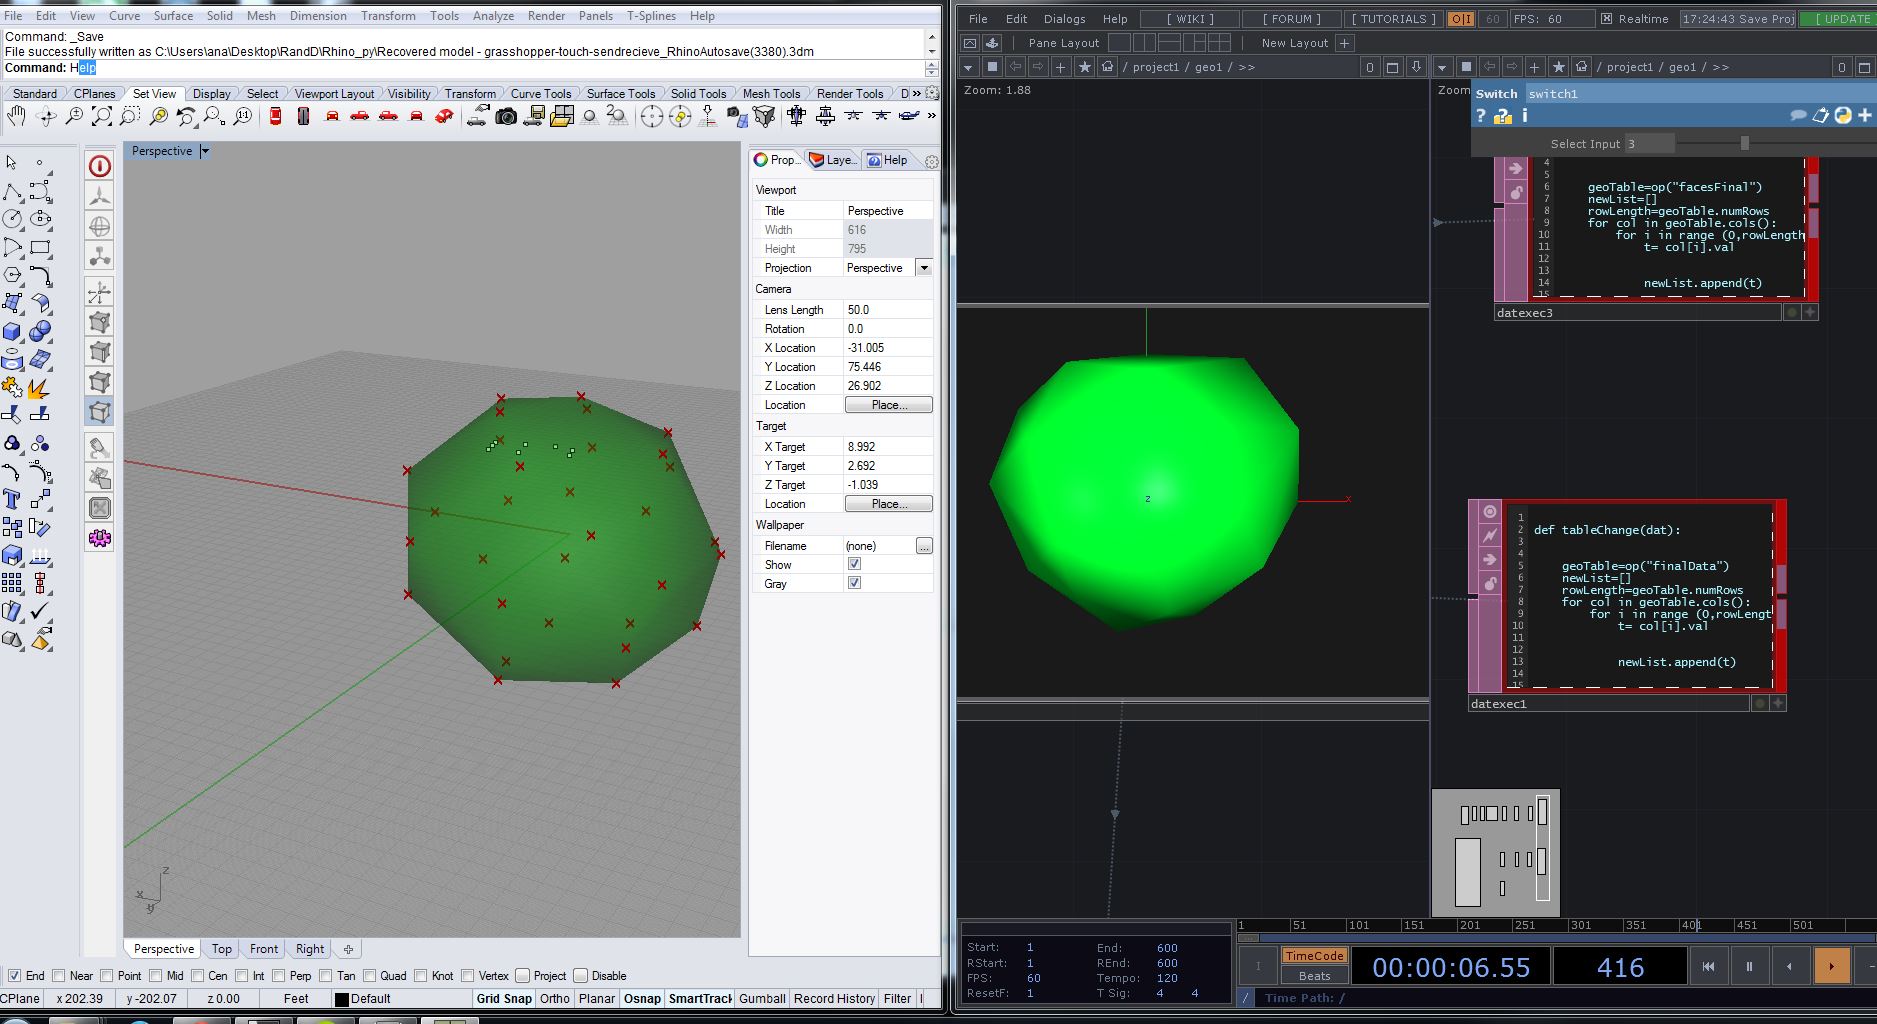 File Edit View Curve Surface Solid Mesh Dimension Transform Tools Analyze Render Panels T-Splines Help
Command: _Save
File successfully written as C:\Users\ana\Desktop\RandD\Rhino_py\Recovered model - grasshopper-touch-sendrecieve_RhinoAutosave(3380).3dm
Command: Help
Standard CPlanes Set View Display Select Viewport Layout Visibility Transform Curve Tools Surface Tools Solid Tools Mesh Tools Render Tools D »
Perspective
Prop... Laye... Help
Viewport
Title Perspective
Width 616
Height 795
Projection Perspective
Camera
Lens Length 50.0
Rotation 0.0
X Location -31.005
Y Location 75.446
Z Location 26.902
Location Place...
Target
X Target 8.992
Y Target 2.692
Z Target -1.039
Location Place...
Wallpaper
Filename (none) ...
Show
Gray
z
x
y
Perspective Top Front Right
End Near Point Mid Cen Int Perp Tan Quad Knot Vertex Project Disable
CPlane x 202.39 y -202.07 z 0.00 Feet Default Grid Snap Ortho Planar Osnap SmartTrack Gumball Record History Filter
File Edit Dialogs Help [ WIKI ] [ FORUM ] [ TUTORIALS ] O|I 60 FPS: 60 Realtime 17:24:43 Save Proj [ UPDATE
Pane Layout New Layout +
/ project1 / geo1 / >> 0
/ project1 / geo1 / >> 0
Zoom: 1.88
Zoom
Switch switch1
? ? i
Select Input 3
4
5
6 geoTable=op("facesFinal")
7 newList=[]
8 rowLength=geoTable.numRows
9 for col in geoTable.cols():
10 for i in range (0,rowLength
11 t= col[i].val
12
13
14 newList.append(t)
15
datexec3
z
x
1
2 def tableChange(dat):
3
4
5 geoTable=op("finalData")
6 newList=[]
7 rowLength=geoTable.numRows
8 for col in geoTable.cols():
9 for i in range (0,rowLengt
10 t= col[i].val
11
12
13 newList.append(t)
14
15
datexec1
Start: 1 End: 600
RStart: 1 REnd: 600
FPS: 60 Tempo: 120
ResetF: 1 T Sig: 4 4
1 51 101 151 201 251 301 351 401 451 501
TimeCode
Beats
00:00:06.55
416
/ Time Path: /